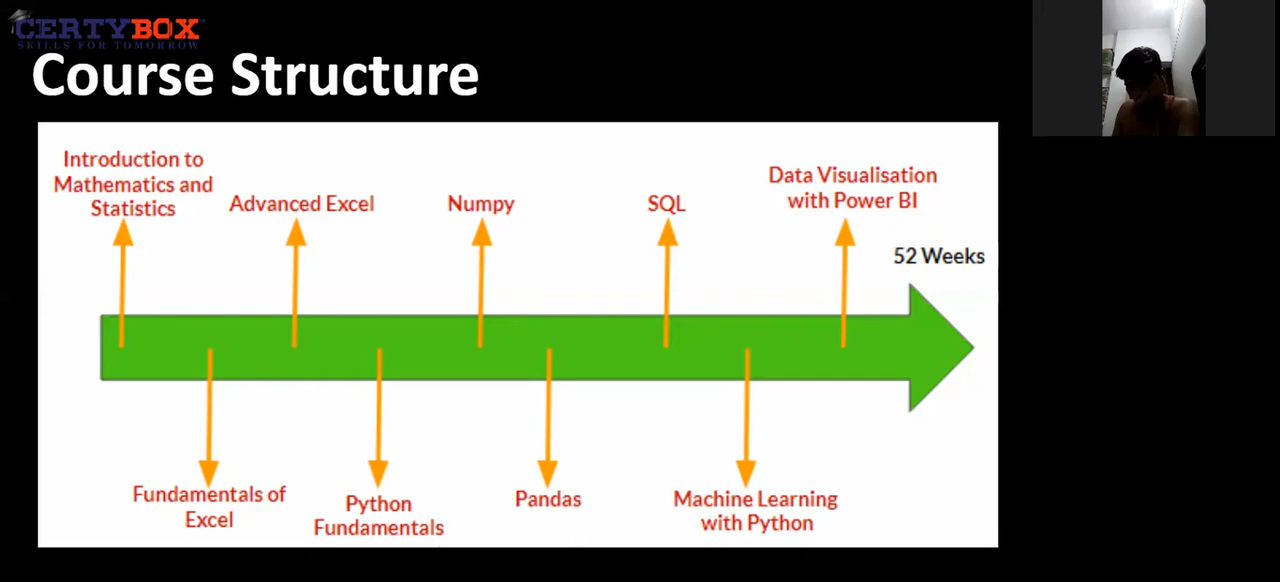 CERTYBOX
SKILLS FOR TOMORROW
Course Structure
Introduction to
Mathematics and
Statistics
Advanced Excel
Numpy
SQL
Data Visualisation
with Power BI
52 Weeks
Fundamentals of
Excel
Python
Fundamentals
Pandas
Machine Learning
with Python